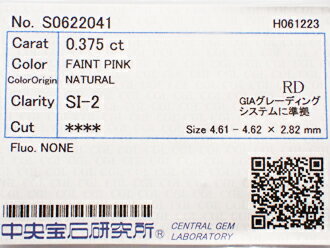 No. S0622041 H061223
Carat 0.375 ct
Color FAINT PINK
ColorOrigin NATURAL
Clarity SI-2 RD
GIAグレーディング
システムに準拠
Cut **** Size 4.61 - 4.62 × 2.82 mm
Fluo. NONE
中央宝石研究所® CENTRAL GEM
LABORATORY